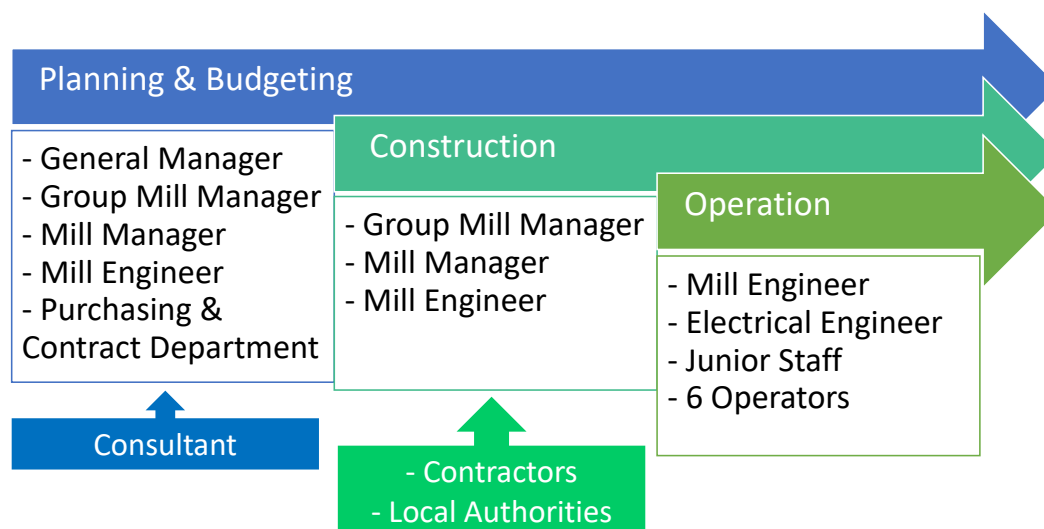 Planning & Budgeting
- General Manager
- Group Mill Manager
- Mill Manager
- Mill Engineer
- Purchasing &
Contract Department
Consultant
Construction
- Group Mill Manager
- Mill Manager
- Mill Engineer
- Contractors
- Local Authorities
Operation
- Mill Engineer
- Electrical Engineer
- Junior Staff
- 6 Operators